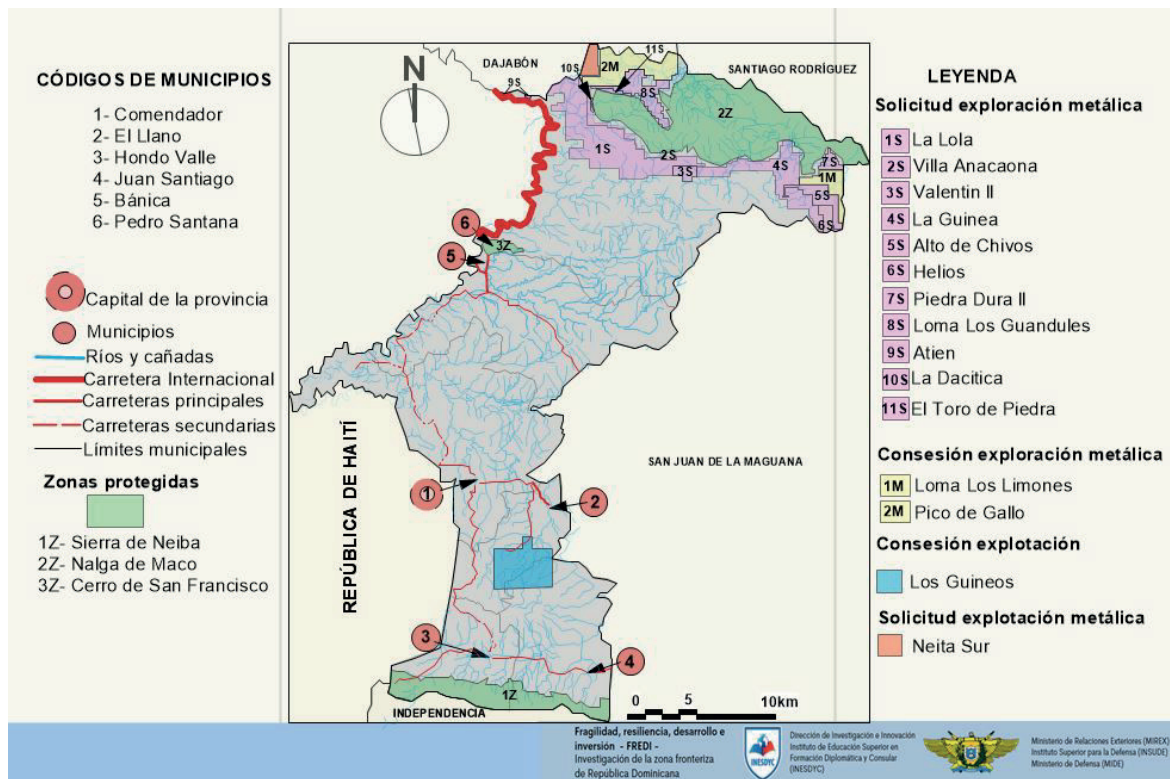 CÓDIGOS DE MUNICIPIOS
1- Comendador
2- El Llano
3- Hondo Valle
4- Juan Santiago
5- Bánica
6- Pedro Santana
Capital de la provincia
Municipios
Ríos y cañadas
Carretera Internacional
Carreteras principales
Carreteras secundarias
Límites municipales
Zonas protegidas
1Z- Sierra de Neiba
2Z- Nalga de Maco
3Z- Cerro de San Francisco
N
DAJABÓN
SANTIAGO RODRÍGUEZ
9S
10S
2M
11S
8S
2Z
1S
2S
3S
4S
7S
1M
5S
6S
6
3Z
5
REPÚBLICA DE HAITÍ
SAN JUAN DE LA MAGUANA
1
2
3
4
1Z
INDEPENDENCIA
0 5 10km
LEYENDA
Solicitud exploración metálica
1S La Lola
2S Villa Anacaona
3S Valentin II
4S La Guinea
5S Alto de Chivos
6S Helios
7S Piedra Dura II
8S Loma Los Guandules
9S Atien
10S La Dacitica
11S El Toro de Piedra
Consesión exploración metálica
1M Loma Los Limones
2M Pico de Gallo
Consesión explotación
Los Guineos
Solicitud explotación metálica
Neita Sur
Fragilidad, resiliencia, desarrollo e
inversión - FREDI -
Investigación de la zona fronteriza
de República Dominicana
INESDYC
Dirección de Investigación e Innovación
Instituto de Educación Superior en
Formación Diplomática y Consular
(INESDYC)
Ministerio de Relaciones Exteriores (MIREX)
Instituto Superior para la Defensa (INSUDE)
Ministerio de Defensa (MIDE)